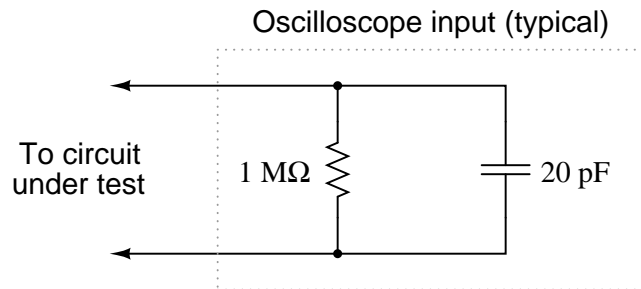 Oscilloscope input (typical)
To circuit
under test
1 MΩ
20 pF